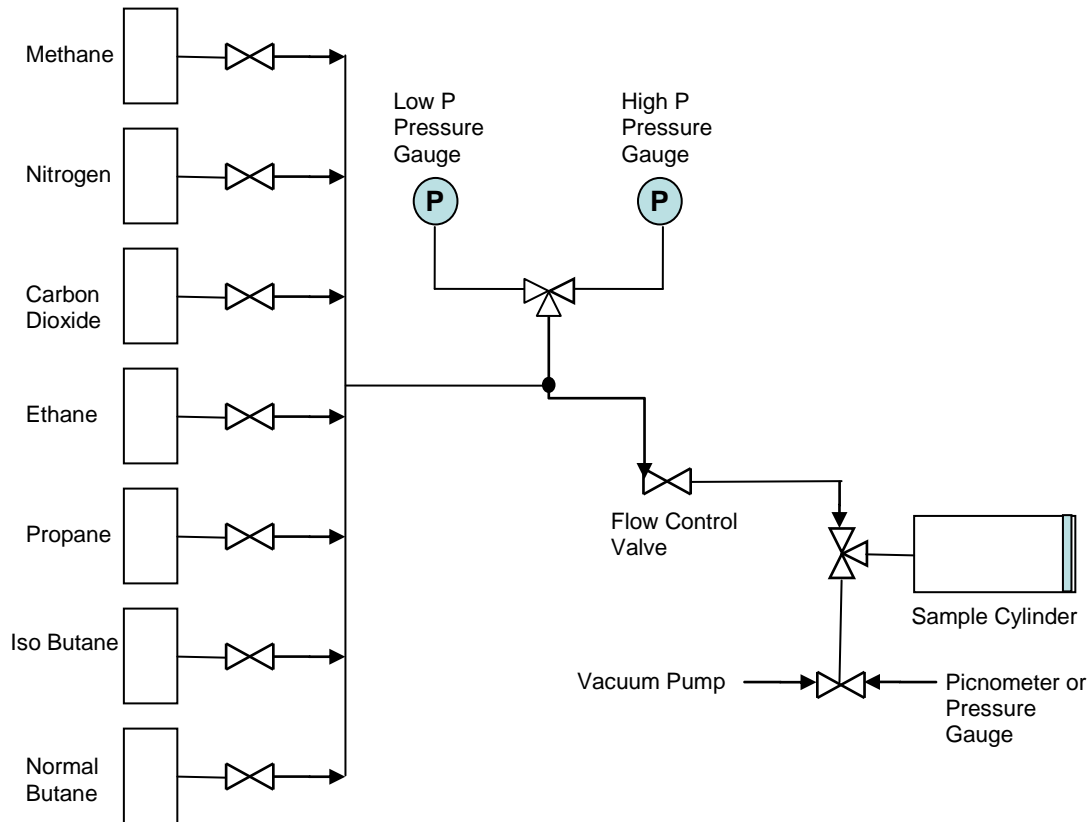 Methane
Nitrogen
Carbon
Dioxide
Ethane
Propane
Iso Butane
Normal
Butane
Low P
Pressure
Gauge
High P
Pressure
Gauge
P
P
Flow Control
Valve
Sample Cylinder
Vacuum Pump
Picnometer or
Pressure
Gauge